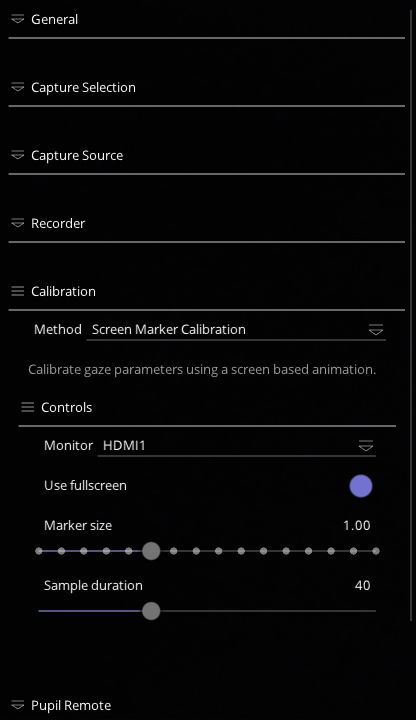 General
Capture Selection
Capture Source
Recorder
Calibration
Method Screen Marker Calibration
Calibrate gaze parameters using a screen based animation.
Controls
Monitor HDMI1
Use fullscreen
Marker size 1.00
Sample duration 40
Pupil Remote